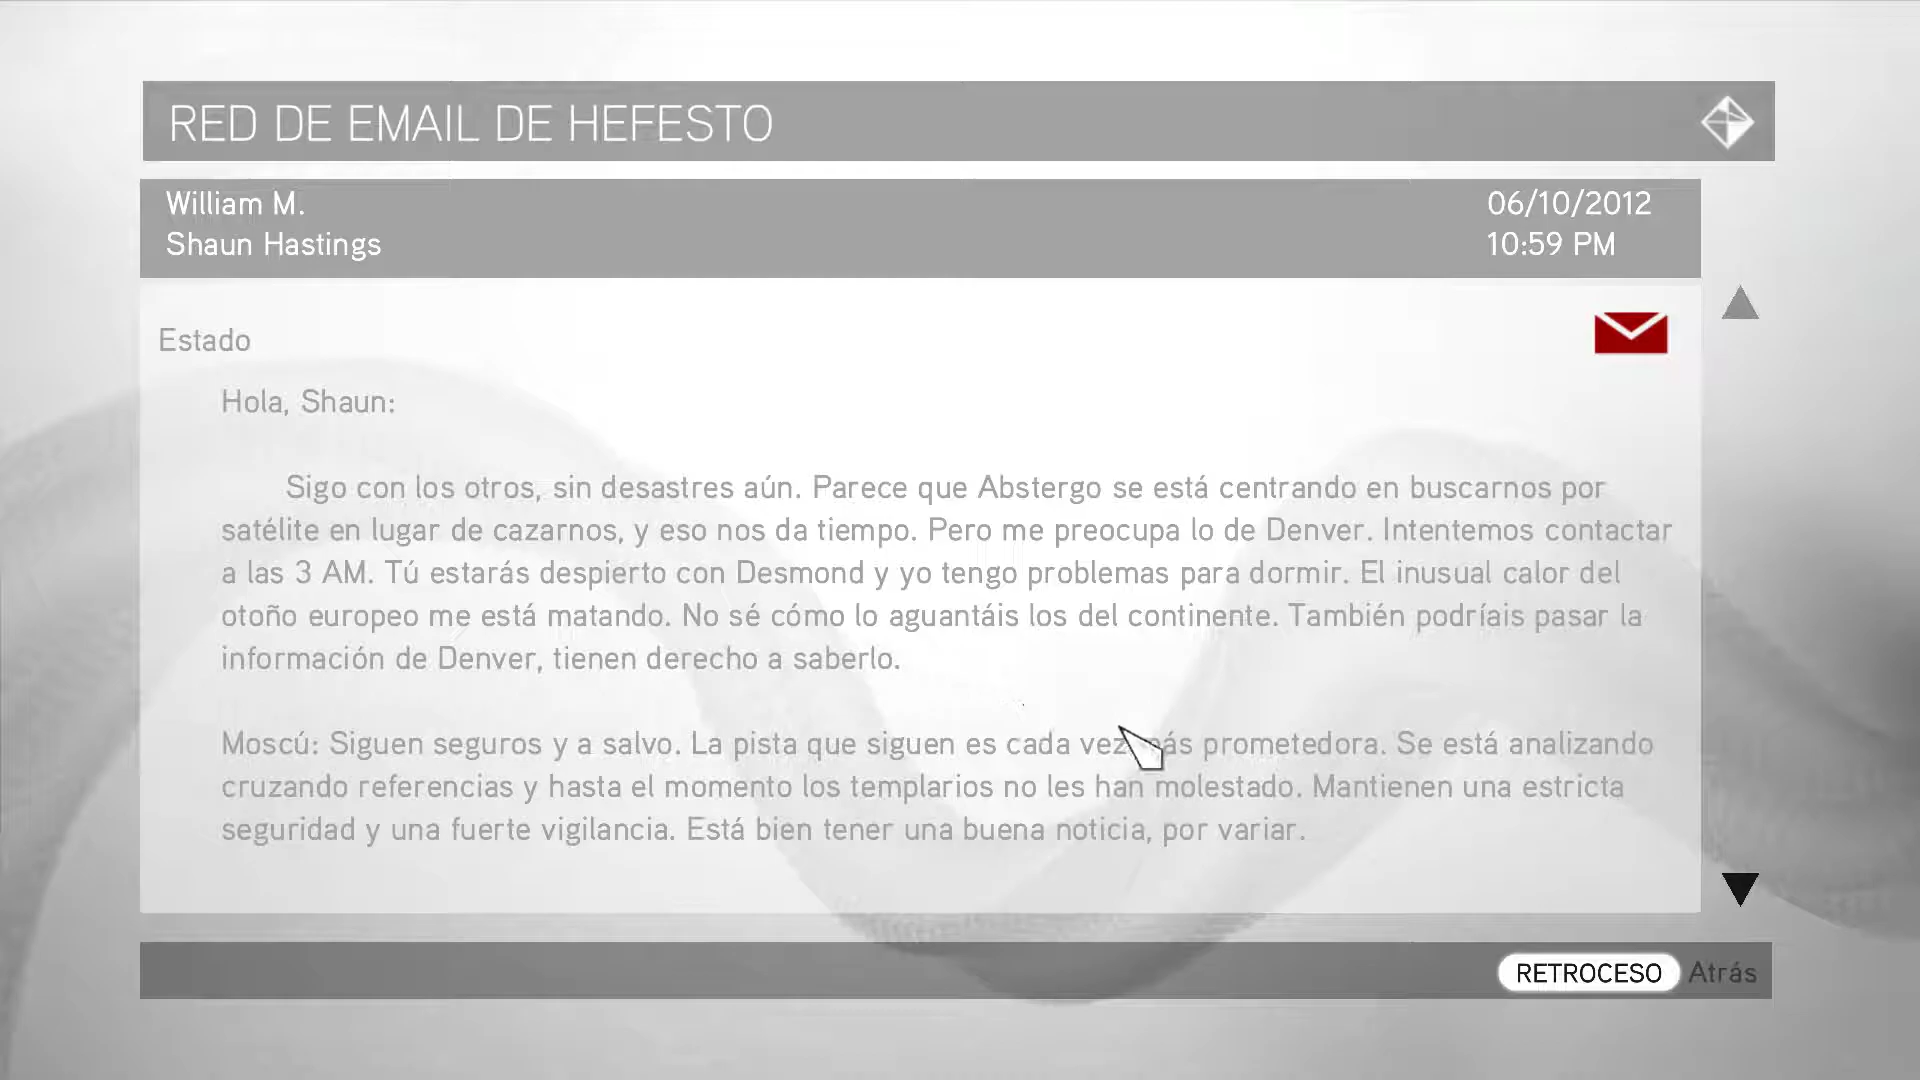 RED DE EMAIL DE HEFESTO
William M.
06/10/2012
Shaun Hastings
10:59 PM
Estado
Hola, Shaun:
Sigo con los otros, sin desastres aún. Parece que Abstergo se está centrando en buscarnos por
satélite en lugar de cazarnos, y eso nos da tiempo. Pero me preocupa lo de Denver. Intentemos contactar
a las 3 AM. Tú estarás despierto con Desmond y yo tengo problemas para dormir. El inusual calor del
otoño europeo me está matando. No sé cómo lo aguantáis los del continente. También podríais pasar la
información de Denver, tienen derecho a saberlo.
Moscú: Siguen seguros y a salvo. La pista que siguen es cada vez más prometedora. Se está analizando
cruzando referencias y hasta el momento los templarios no les han molestado. Mantienen una estricta
seguridad y una fuerte vigilancia. Está bien tener una buena noticia, por variar.
RETROCESO Atrás